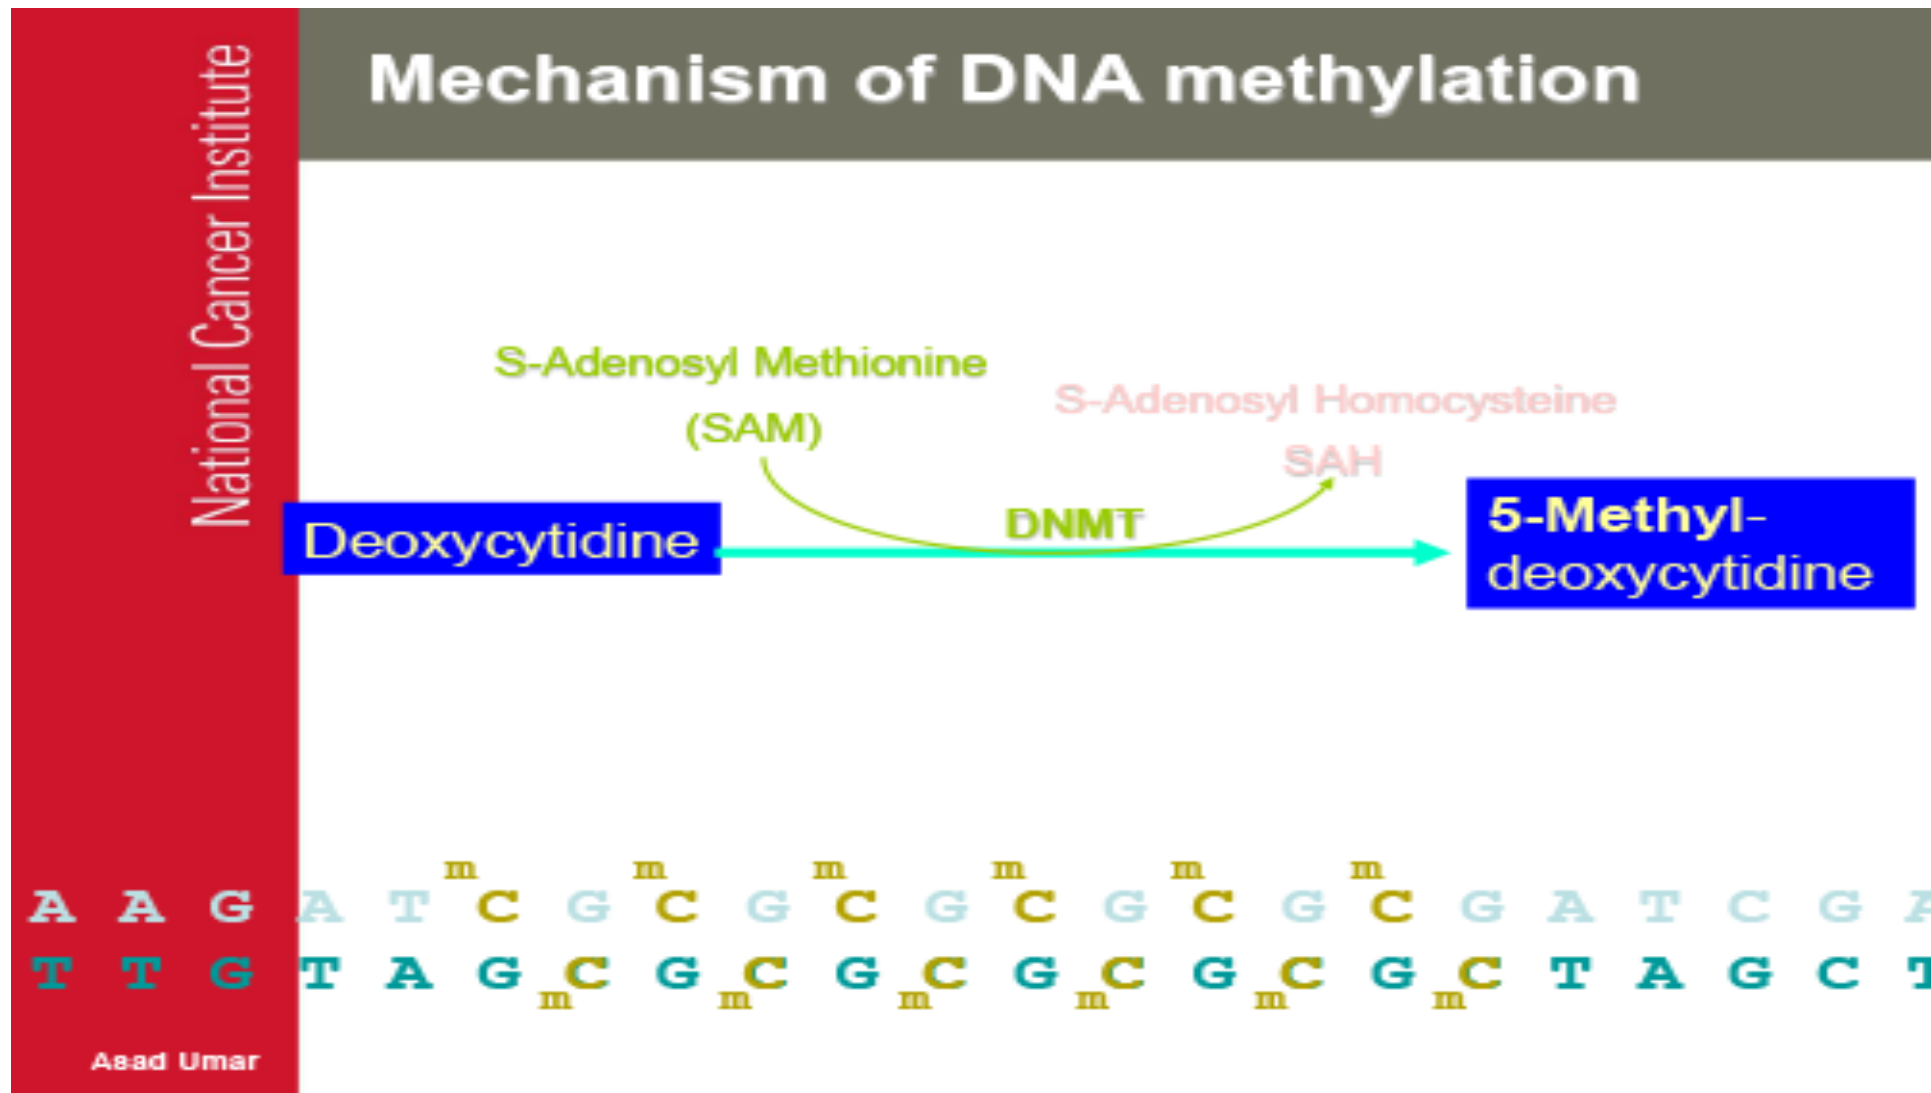 National Cancer Institute
Mechanism of DNA methylation
S-Adenosyl Methionine
(SAM)
S-Adenosyl Homocysteine
SAH
Deoxycytidine
DNMT
5-Methyl-
deoxycytidine
m m m m m m
A A G A T C G C G C G C G C G C G A T C G A
T T G T A G C G C G C G C G C G C T A G C T
m m m m m m
Asad Umar